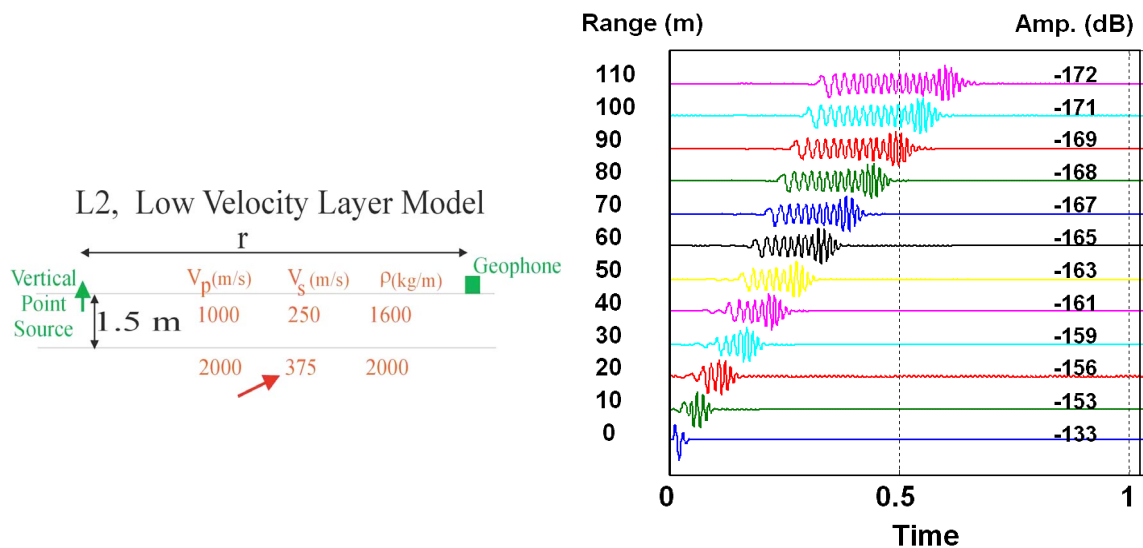 L2, Low Velocity Layer Model
r
Vertical
Point
Source
Geophone
1.5 m
Vp(m/s) Vs (m/s) ρ(kg/m)
1000 250 1600
2000 375 2000
Range (m) Amp. (dB)
110 -172
100 -171
90 -169
80 -168
70 -167
60 -165
50 -163
40 -161
30 -159
20 -156
10 -153
0 -133
0 0.5 1
Time